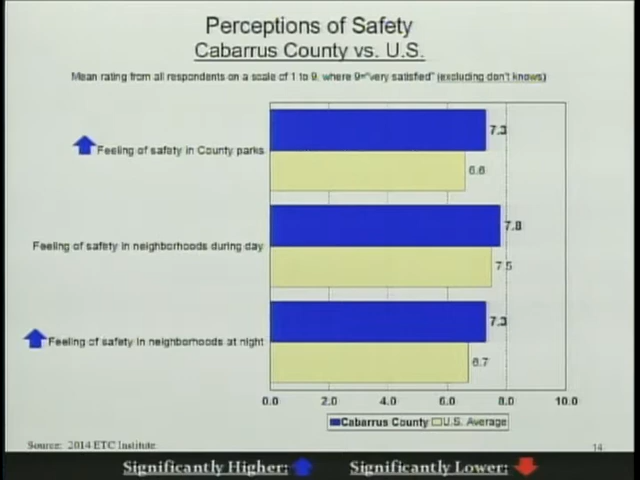 Perceptions of Safety
Cabarrus County vs. U.S.
Mean rating from all respondents on a scale of 1 to 9, where 9="very satisfied" (excluding don't knows)
Feeling of safety in County parks
7.3
6.6
Feeling of safety in neighborhoods during day
7.8
7.5
Feeling of safety in neighborhoods at night
7.3
6.7
0.0 2.0 4.0 6.0 8.0 10.0
Cabarrus County U.S. Average
Source: 2014 ETC Institute
14
Significantly Higher: Significantly Lower: